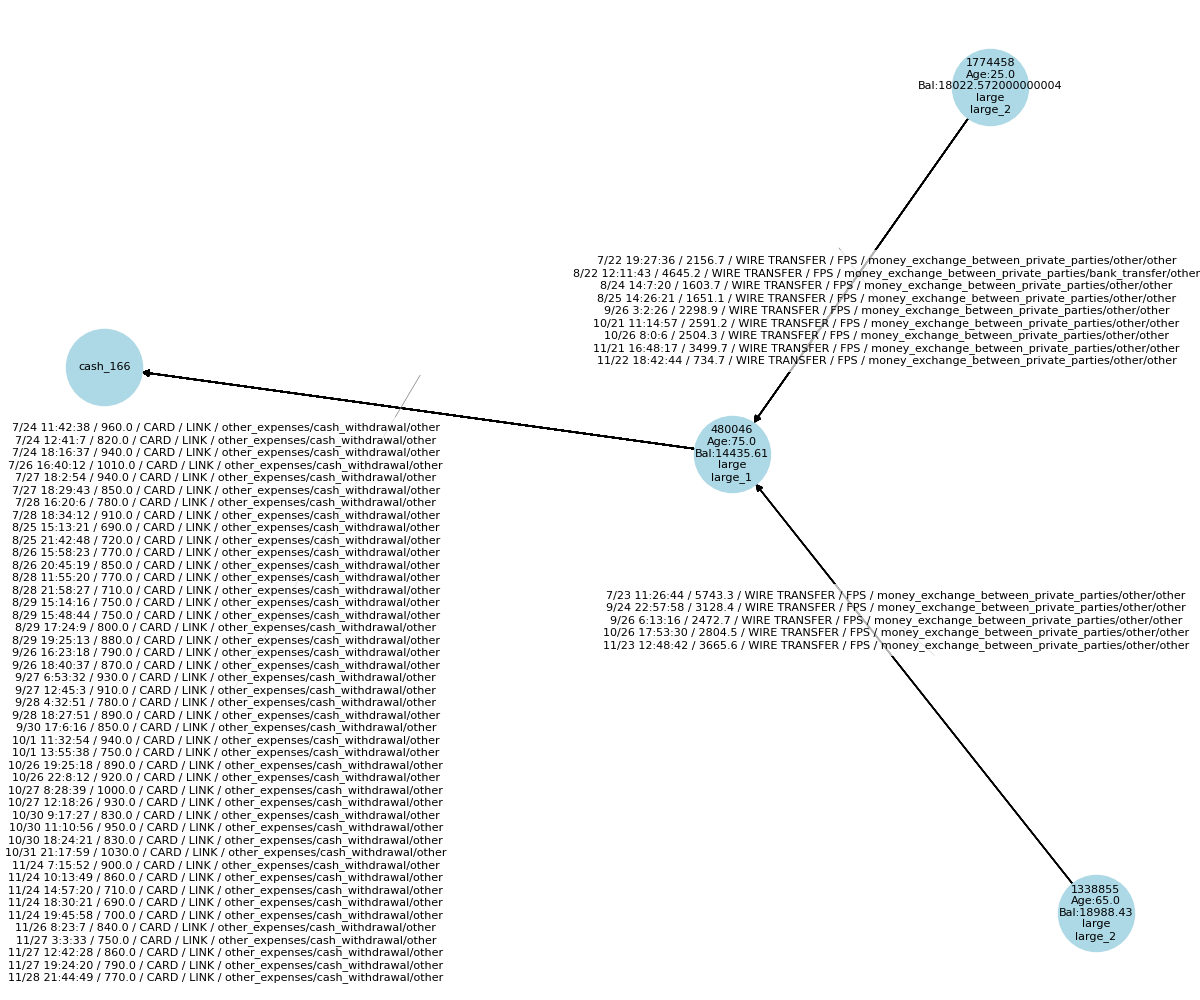 1774458
Age:25.0
Bal:18022.572000000004
large
large_2
7/22 19:27:36 / 2156.7 / WIRE TRANSFER / FPS / money_exchange_between_private_parties/other/other
8/22 12:11:43 / 4645.2 / WIRE TRANSFER / FPS / money_exchange_between_private_parties/bank_transfer/other
8/24 14:7:20 / 1603.7 / WIRE TRANSFER / FPS / money_exchange_between_private_parties/other/other
8/25 14:26:21 / 1651.1 / WIRE TRANSFER / FPS / money_exchange_between_private_parties/other/other
9/26 3:2:26 / 2298.9 / WIRE TRANSFER / FPS / money_exchange_between_private_parties/other/other
10/21 11:14:57 / 2591.2 / WIRE TRANSFER / FPS / money_exchange_between_private_parties/other/other
10/26 8:0:6 / 2504.3 / WIRE TRANSFER / FPS / money_exchange_between_private_parties/other/other
11/21 16:48:17 / 3499.7 / WIRE TRANSFER / FPS / money_exchange_between_private_parties/other/other
11/22 18:42:44 / 734.7 / WIRE TRANSFER / FPS / money_exchange_between_private_parties/other/other
cash_166
480046
Age:75.0
Bal:14435.61
large
large_1
7/24 11:42:38 / 960.0 / CARD / LINK / other_expenses/cash_withdrawal/other
7/24 12:41:7 / 820.0 / CARD / LINK / other_expenses/cash_withdrawal/other
7/24 18:16:37 / 940.0 / CARD / LINK / other_expenses/cash_withdrawal/other
7/26 16:40:12 / 1010.0 / CARD / LINK / other_expenses/cash_withdrawal/other
7/27 18:2:54 / 940.0 / CARD / LINK / other_expenses/cash_withdrawal/other
7/27 18:29:43 / 850.0 / CARD / LINK / other_expenses/cash_withdrawal/other
7/28 16:20:6 / 780.0 / CARD / LINK / other_expenses/cash_withdrawal/other
7/28 18:34:12 / 910.0 / CARD / LINK / other_expenses/cash_withdrawal/other
8/25 15:13:21 / 690.0 / CARD / LINK / other_expenses/cash_withdrawal/other
8/25 21:42:48 / 720.0 / CARD / LINK / other_expenses/cash_withdrawal/other
8/26 15:58:23 / 770.0 / CARD / LINK / other_expenses/cash_withdrawal/other
8/26 20:45:19 / 850.0 / CARD / LINK / other_expenses/cash_withdrawal/other
8/28 11:55:20 / 770.0 / CARD / LINK / other_expenses/cash_withdrawal/other
8/28 21:58:27 / 710.0 / CARD / LINK / other_expenses/cash_withdrawal/other
8/29 15:14:16 / 750.0 / CARD / LINK / other_expenses/cash_withdrawal/other
8/29 15:48:44 / 750.0 / CARD / LINK / other_expenses/cash_withdrawal/other
8/29 17:24:9 / 800.0 / CARD / LINK / other_expenses/cash_withdrawal/other
8/29 19:25:13 / 880.0 / CARD / LINK / other_expenses/cash_withdrawal/other
9/26 16:23:18 / 790.0 / CARD / LINK / other_expenses/cash_withdrawal/other
9/26 18:40:37 / 870.0 / CARD / LINK / other_expenses/cash_withdrawal/other
9/27 6:53:32 / 930.0 / CARD / LINK / other_expenses/cash_withdrawal/other
9/27 12:45:3 / 910.0 / CARD / LINK / other_expenses/cash_withdrawal/other
9/28 4:32:51 / 780.0 / CARD / LINK / other_expenses/cash_withdrawal/other
9/28 18:27:51 / 890.0 / CARD / LINK / other_expenses/cash_withdrawal/other
9/30 17:6:16 / 850.0 / CARD / LINK / other_expenses/cash_withdrawal/other
10/1 11:32:54 / 940.0 / CARD / LINK / other_expenses/cash_withdrawal/other
10/1 13:55:38 / 750.0 / CARD / LINK / other_expenses/cash_withdrawal/other
10/26 19:25:18 / 890.0 / CARD / LINK / other_expenses/cash_withdrawal/other
10/26 22:8:12 / 920.0 / CARD / LINK / other_expenses/cash_withdrawal/other
10/27 8:28:39 / 1000.0 / CARD / LINK / other_expenses/cash_withdrawal/other
10/27 12:18:26 / 930.0 / CARD / LINK / other_expenses/cash_withdrawal/other
10/30 9:17:27 / 830.0 / CARD / LINK / other_expenses/cash_withdrawal/other
10/30 11:10:56 / 950.0 / CARD / LINK / other_expenses/cash_withdrawal/other
10/30 18:24:21 / 830.0 / CARD / LINK / other_expenses/cash_withdrawal/other
10/31 21:17:59 / 1030.0 / CARD / LINK / other_expenses/cash_withdrawal/other
11/24 7:15:52 / 900.0 / CARD / LINK / other_expenses/cash_withdrawal/other
11/24 10:13:49 / 860.0 / CARD / LINK / other_expenses/cash_withdrawal/other
11/24 14:57:20 / 710.0 / CARD / LINK / other_expenses/cash_withdrawal/other
11/24 18:30:21 / 690.0 / CARD / LINK / other_expenses/cash_withdrawal/other
11/24 19:45:58 / 700.0 / CARD / LINK / other_expenses/cash_withdrawal/other
11/26 8:23:7 / 840.0 / CARD / LINK / other_expenses/cash_withdrawal/other
11/27 3:3:33 / 750.0 / CARD / LINK / other_expenses/cash_withdrawal/other
11/27 12:42:28 / 860.0 / CARD / LINK / other_expenses/cash_withdrawal/other
11/27 19:24:20 / 790.0 / CARD / LINK / other_expenses/cash_withdrawal/other
11/28 21:44:49 / 770.0 / CARD / LINK / other_expenses/cash_withdrawal/other
7/23 11:26:44 / 5743.3 / WIRE TRANSFER / FPS / money_exchange_between_private_parties/other/other
9/24 22:57:58 / 3128.4 / WIRE TRANSFER / FPS / money_exchange_between_private_parties/other/other
9/26 6:13:16 / 2472.7 / WIRE TRANSFER / FPS / money_exchange_between_private_parties/other/other
10/26 17:53:30 / 2804.5 / WIRE TRANSFER / FPS / money_exchange_between_private_parties/other/other
11/23 12:48:42 / 3665.6 / WIRE TRANSFER / FPS / money_exchange_between_private_parties/other/other
1338855
Age:65.0
Bal:18988.43
large
large_2